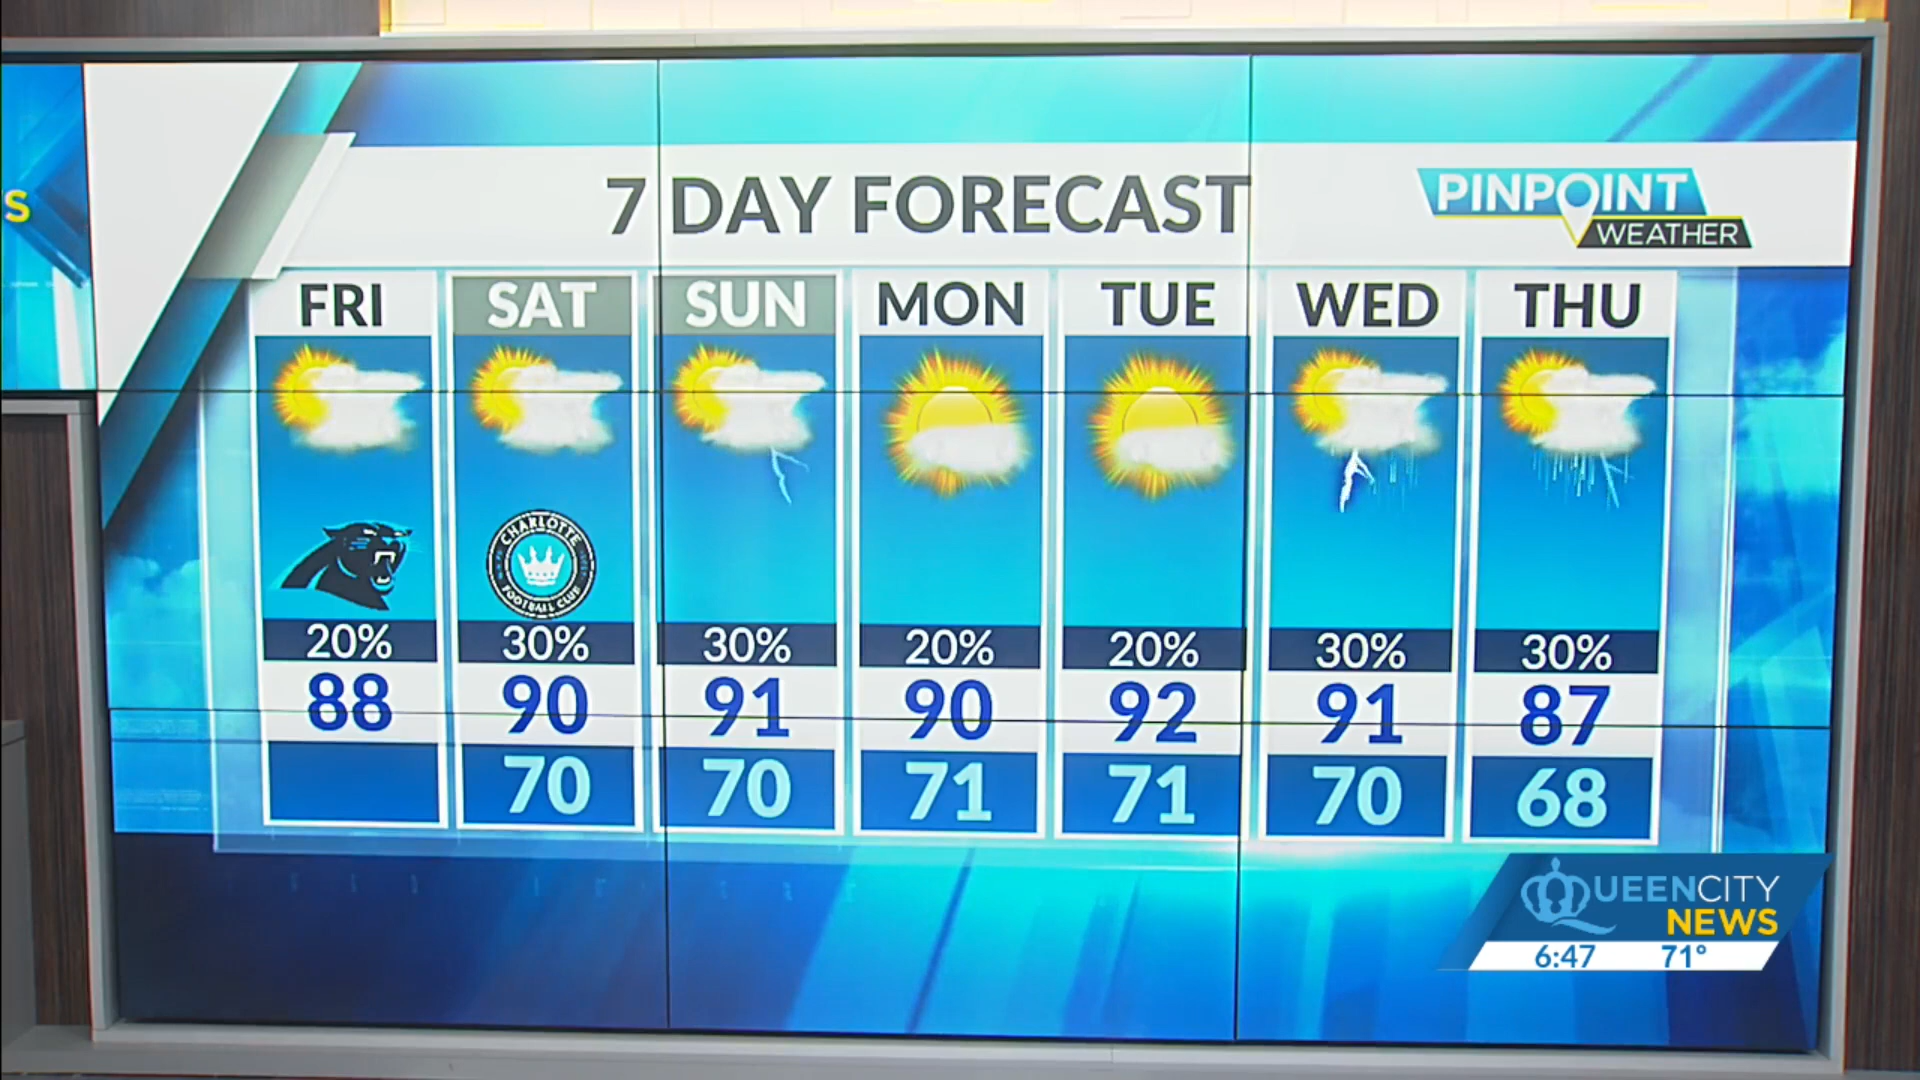 S
7 DAY FORECAST
PINPOINT
WEATHER
FRI SAT SUN MON TUE WED THU
CHARLOTTE
FOOTBALL CLUB
20% 30% 30% 20% 20% 30% 30%
88 90 91 90 92 91 87
70 70 71 71 70 68
QUEENCITY
NEWS
6:47 71°